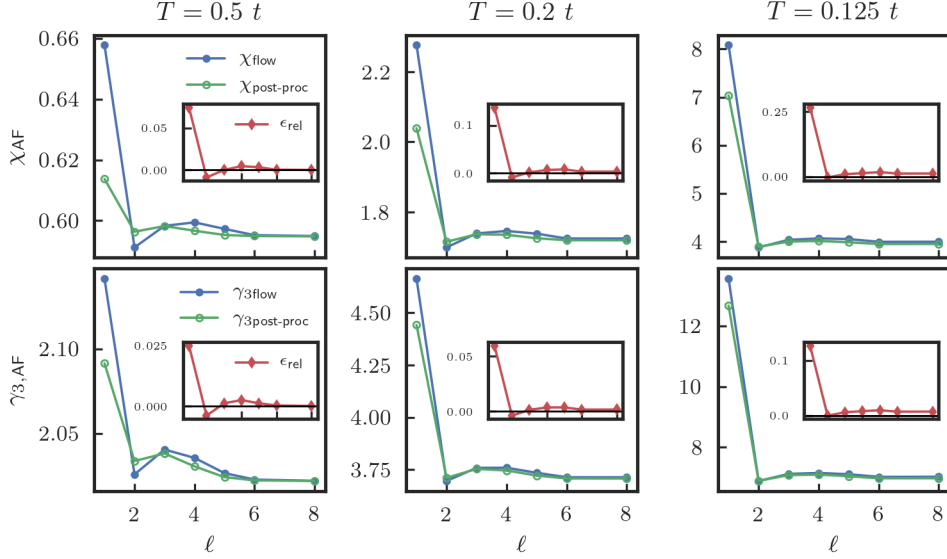 T = 0.5 t
T = 0.2 t
T = 0.125 t
χAF
0.66
0.64
0.62
0.60
χflow
χpost-proc
0.05
0.00
ϵrel
2.2
2.0
1.8
0.1
0.0
8
7
6
5
4
0.25
0.00
γ3,AF
2.10
2.05
γ3flow
γ3post-proc
0.025
0.000
ϵrel
4.50
4.25
4.00
3.75
0.05
0.00
12
10
8
0.1
0.0
2 4 6 8
2 4 6 8
2 4 6 8
ℓ
ℓ
ℓ